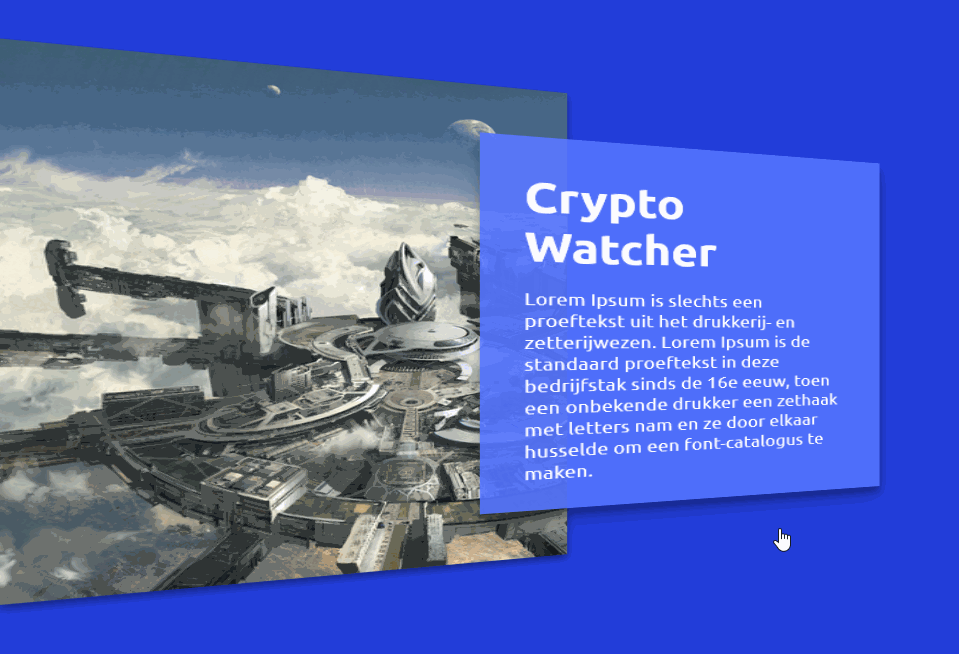 Crypto
Watcher
Lorem Ipsum is slechts een
proeftekst uit het drukkerij- en
zetterijwezen. Lorem Ipsum is de
standaard proeftekst in deze
bedrijfstak sinds de 16e eeuw, toen
een onbekende drukker een zethaak
met letters nam en ze door elkaar
husselde om een font-catalogus te
maken.